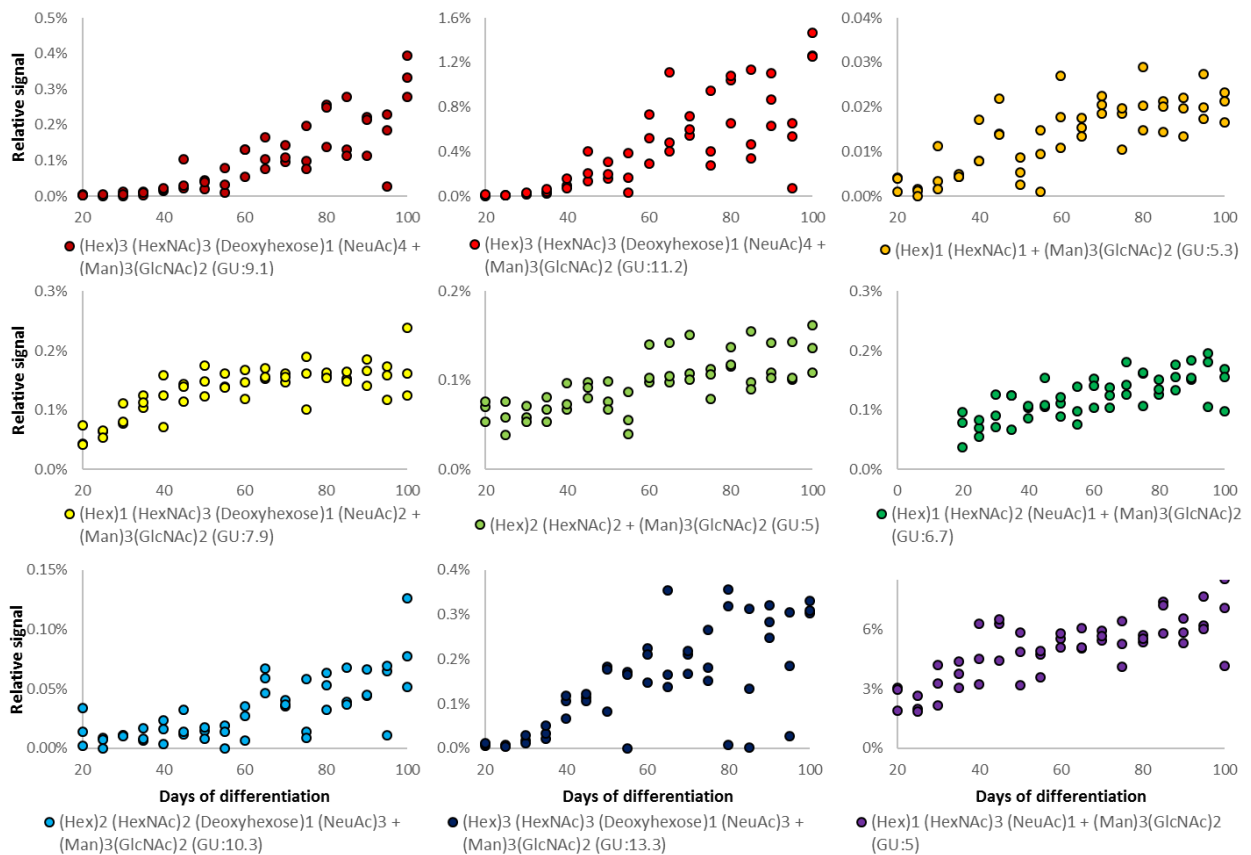 Relative signal
0.5%
0.4%
0.3%
0.2%
0.1%
0.0%
20 40 60 80 100
(Hex)3 (HexNAc)3 (Deoxyhexose)1 (NeuAc)4 +
(Man)3(GlcNAc)2 (GU:9.1)
1.6%
1.2%
0.8%
0.4%
0.0%
20 40 60 80 100
(Hex)3 (HexNAc)3 (Deoxyhexose)1 (NeuAc)4 +
(Man)3(GlcNAc)2 (GU:11.2)
0.04%
0.03%
0.02%
0.01%
0.00%
20 40 60 80 100
(Hex)1 (HexNAc)1 + (Man)3(GlcNAc)2 (GU:5.3)
Relative signal
0.3%
0.2%
0.1%
0.0%
20 40 60 80 100
(Hex)1 (HexNAc)3 (Deoxyhexose)1 (NeuAc)2 +
(Man)3(GlcNAc)2 (GU:7.9)
0.2%
0.1%
0.0%
20 40 60 80 100
(Hex)2 (HexNAc)2 + (Man)3(GlcNAc)2 (GU:5)
0.3%
0.2%
0.1%
0.0%
0 20 40 60 80 100
(Hex)1 (HexNAc)2 (NeuAc)1 + (Man)3(GlcNAc)2
(GU:6.7)
Relative signal
0.15%
0.10%
0.05%
0.00%
20 40 60 80 100
Days of differentiation
(Hex)2 (HexNAc)2 (Deoxyhexose)1 (NeuAc)3 +
(Man)3(GlcNAc)2 (GU:10.3)
0.4%
0.3%
0.2%
0.1%
0.0%
20 40 60 80 100
Days of differentiation
(Hex)3 (HexNAc)3 (Deoxyhexose)1 (NeuAc)3 +
(Man)3(GlcNAc)2 (GU:13.3)
6%
3%
0%
20 40 60 80 100
Days of differentiation
(Hex)1 (HexNAc)3 (NeuAc)1 + (Man)3(GlcNAc)2
(GU:5)